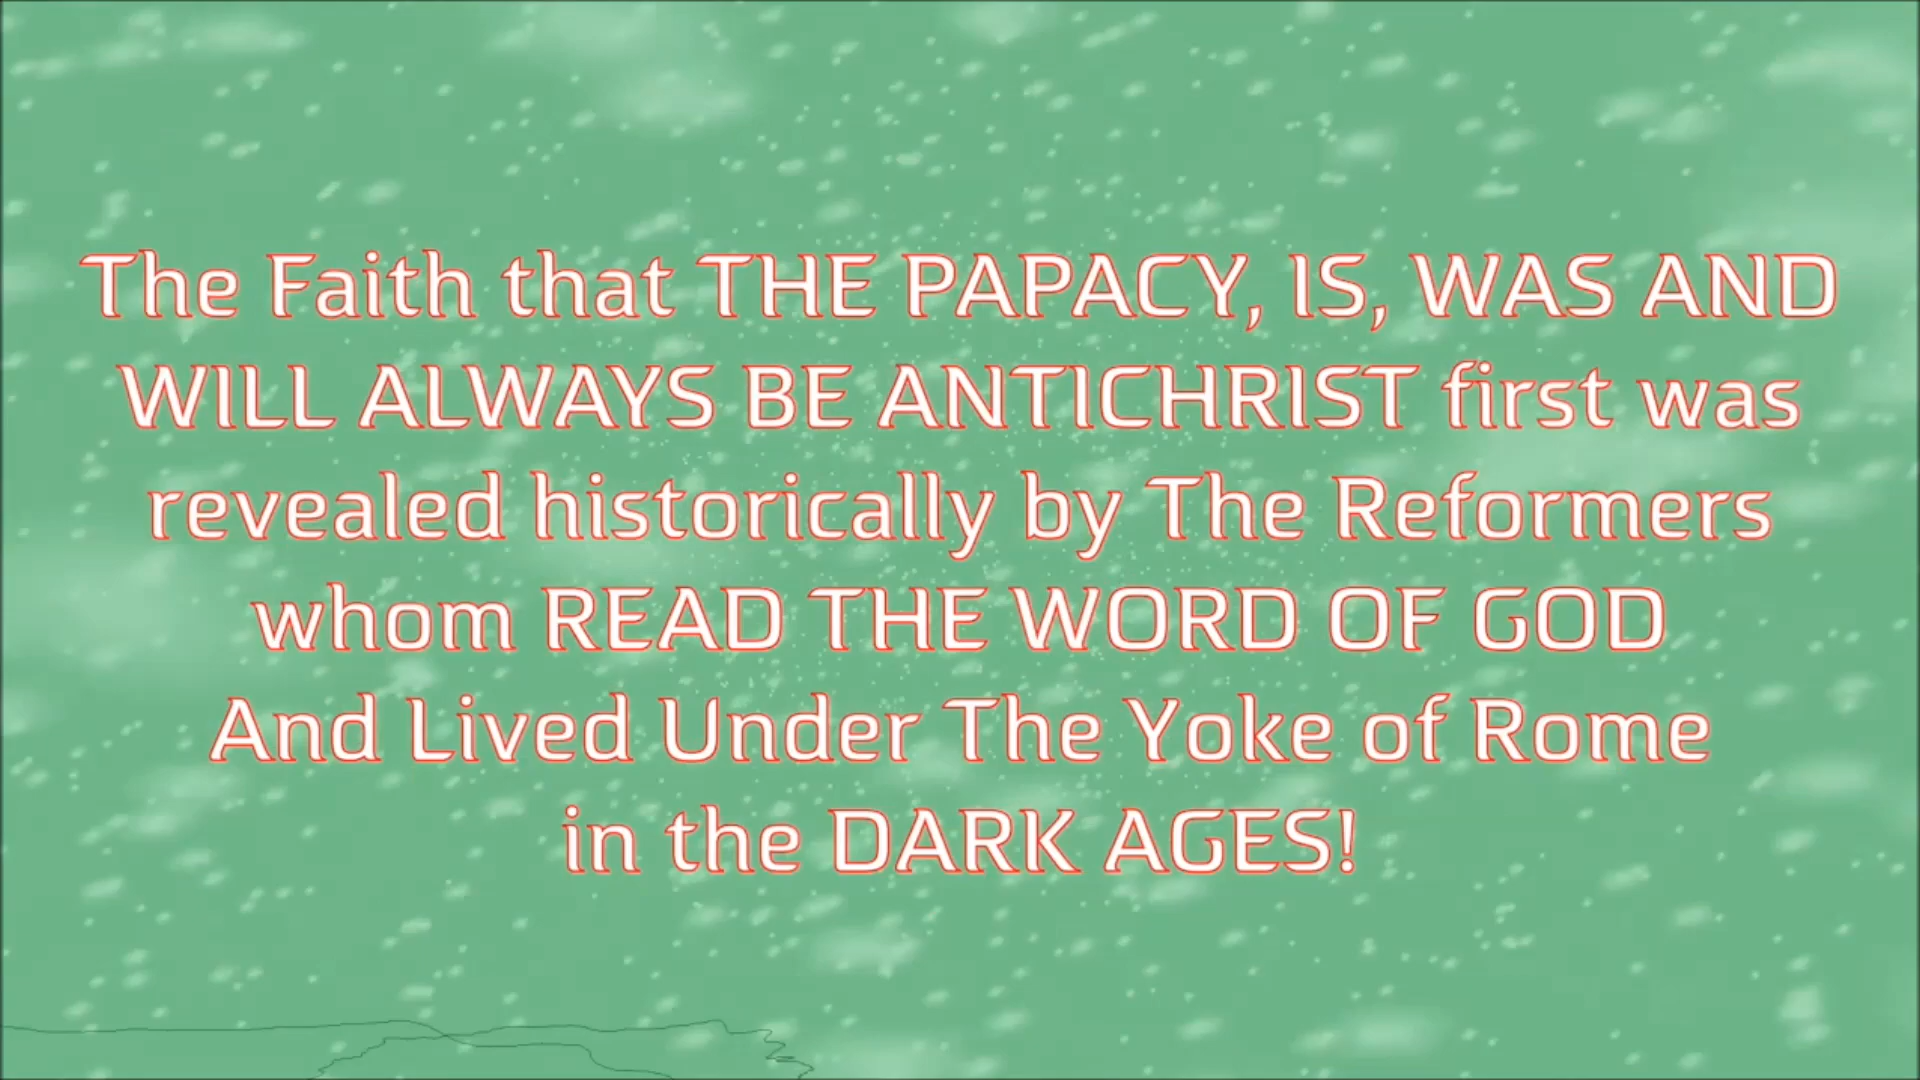 The Faith that THE PAPACY, IS, WAS AND
WILL ALWAYS BE ANTICHRIST first was
revealed historically by The Reformers
whom READ THE WORD OF GOD
And Lived Under The Yoke of Rome
in the DARK AGES!